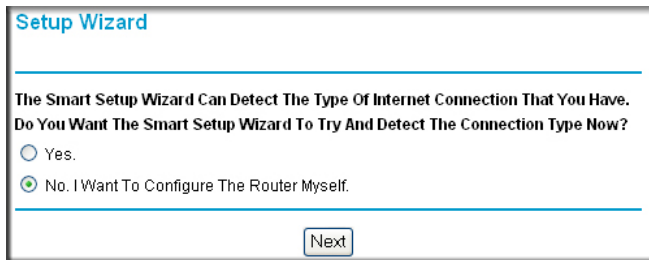 Setup Wizard
The Smart Setup Wizard Can Detect The Type Of Internet Connection That You Have.
Do You Want The Smart Setup Wizard To Try And Detect The Connection Type Now?
Yes.
No. I Want To Configure The Router Myself.
Next